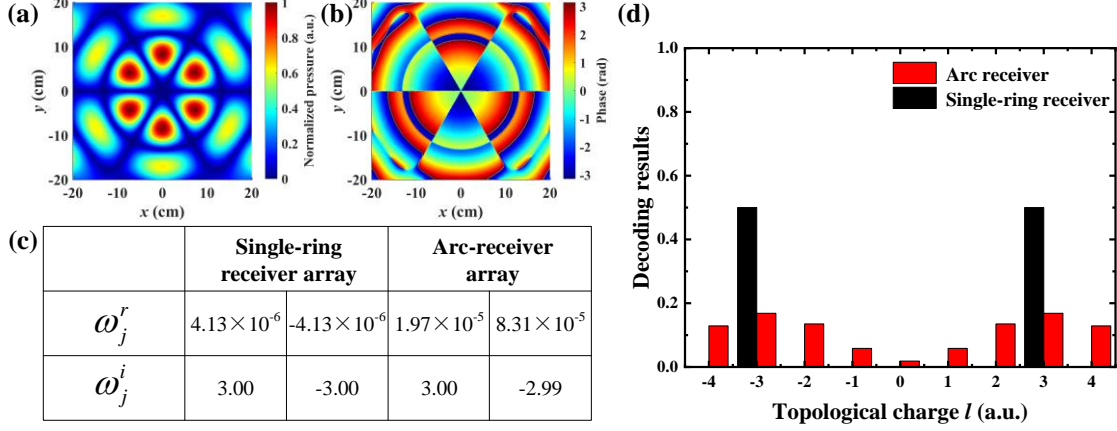 (a)
20
10
0
-10
-20
y (cm)
-20 -10 0 10 20
x (cm)
1
0.8
0.6
0.4
0.2
0
Normalized pressure (a.u.)
(b)
20
10
0
-10
-20
y (cm)
-20 -10 0 10 20
x (cm)
3
2
1
0
-1
-2
-3
Phase (rad)
(c)
Single-ring receiver array
Arc-receiver array
ω_j^r 4.13×10^-6 -4.13×10^-6 1.97×10^-5 8.31×10^-5
ω_j^i 3.00 -3.00 3.00 -2.99
(d)
1.0
0.8
0.6
0.4
0.2
0.0
Decoding results
Arc receiver
Single-ring receiver
-4 -3 -2 -1 0 1 2 3 4
Topological charge l (a.u.)